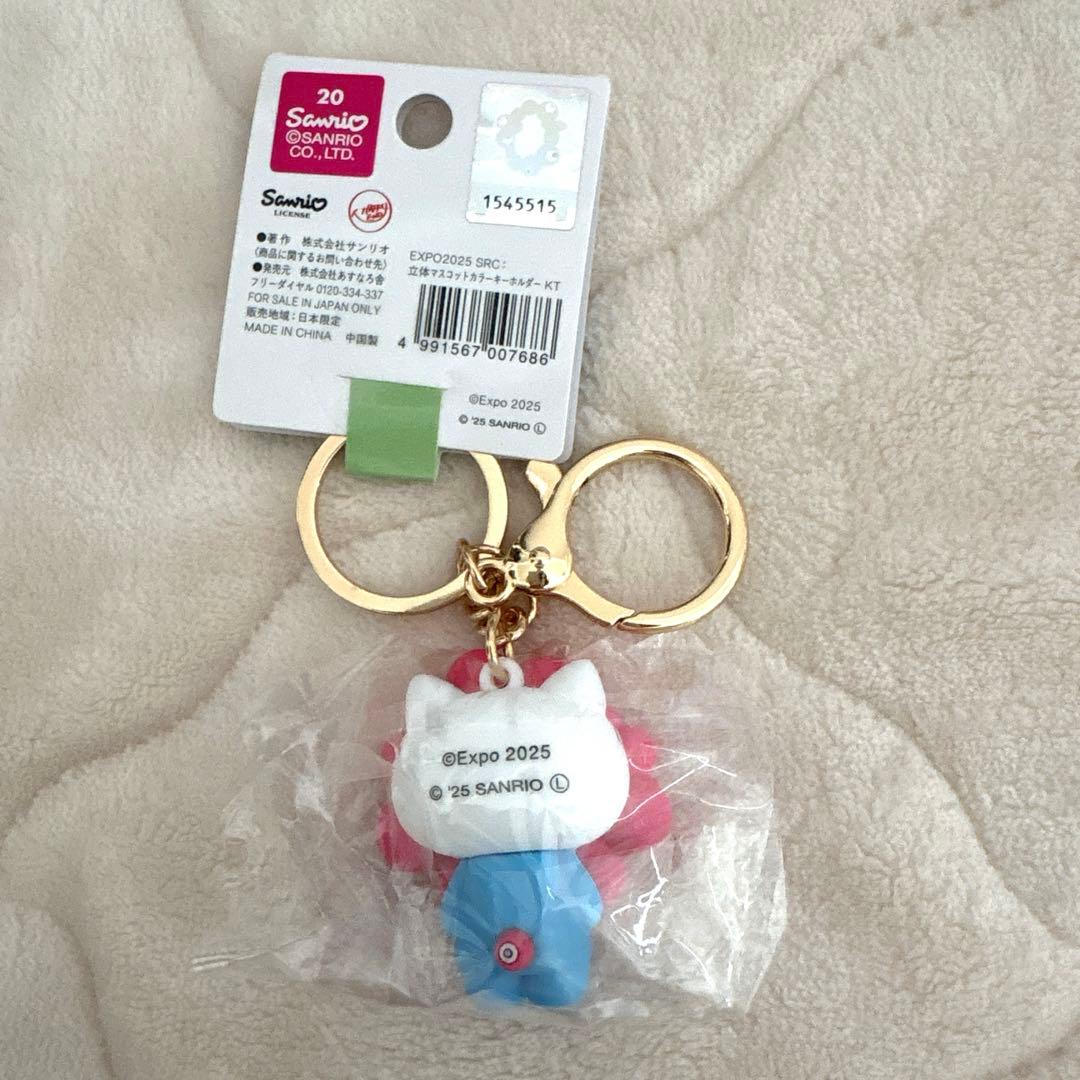 20
Sanrio
©SANRIO
CO., LTD.
1545515
Sanrio
LICENSE
●著作 株式会社サンリオ
(商品に関するお問い合わせ先)
●発売元 株式会社あすなろ舎
フリーダイヤル 0120-334-337
FOR SALE IN JAPAN ONLY
販売地域：日本限定
MADE IN CHINA 中国製
EXPO2025 SRC：
立体マスコットカラーキーホルダー KT
4 991567 007686
©Expo 2025
© '25 SANRIO Ⓛ
©Expo 2025
© '25 SANRIO Ⓛ